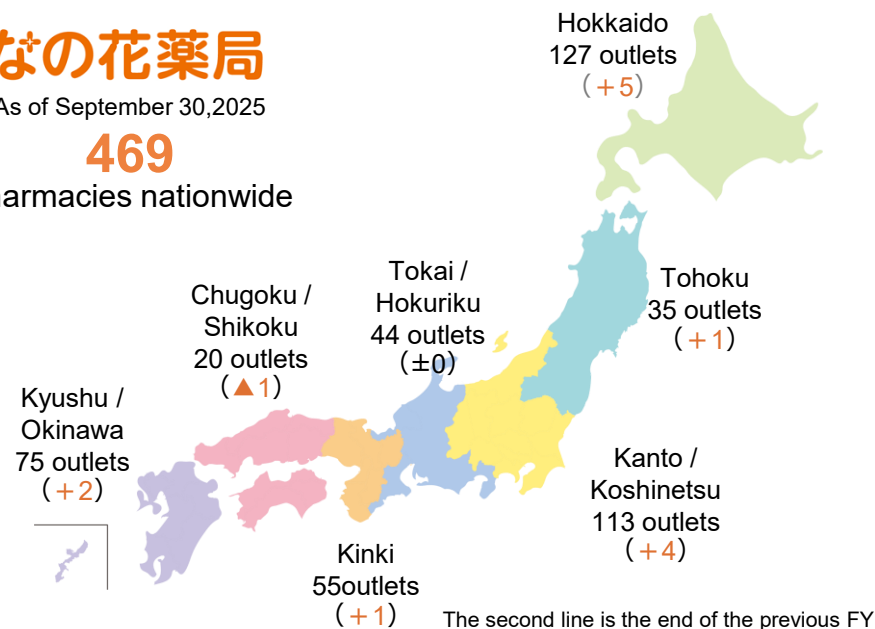 なの花薬局
As of September 30,2025
469
armacies nationwide
Hokkaido
127 outlets
(+5)
Tohoku
35 outlets
(+1)
Tokai /
Hokuriku
44 outlets
(±0)
Chugoku /
Shikoku
20 outlets
(▲1)
Kyushu /
Okinawa
75 outlets
(+2)
Kanto /
Koshinetsu
113 outlets
(+4)
Kinki
55outlets
(+1)
The second line is the end of the previous FY